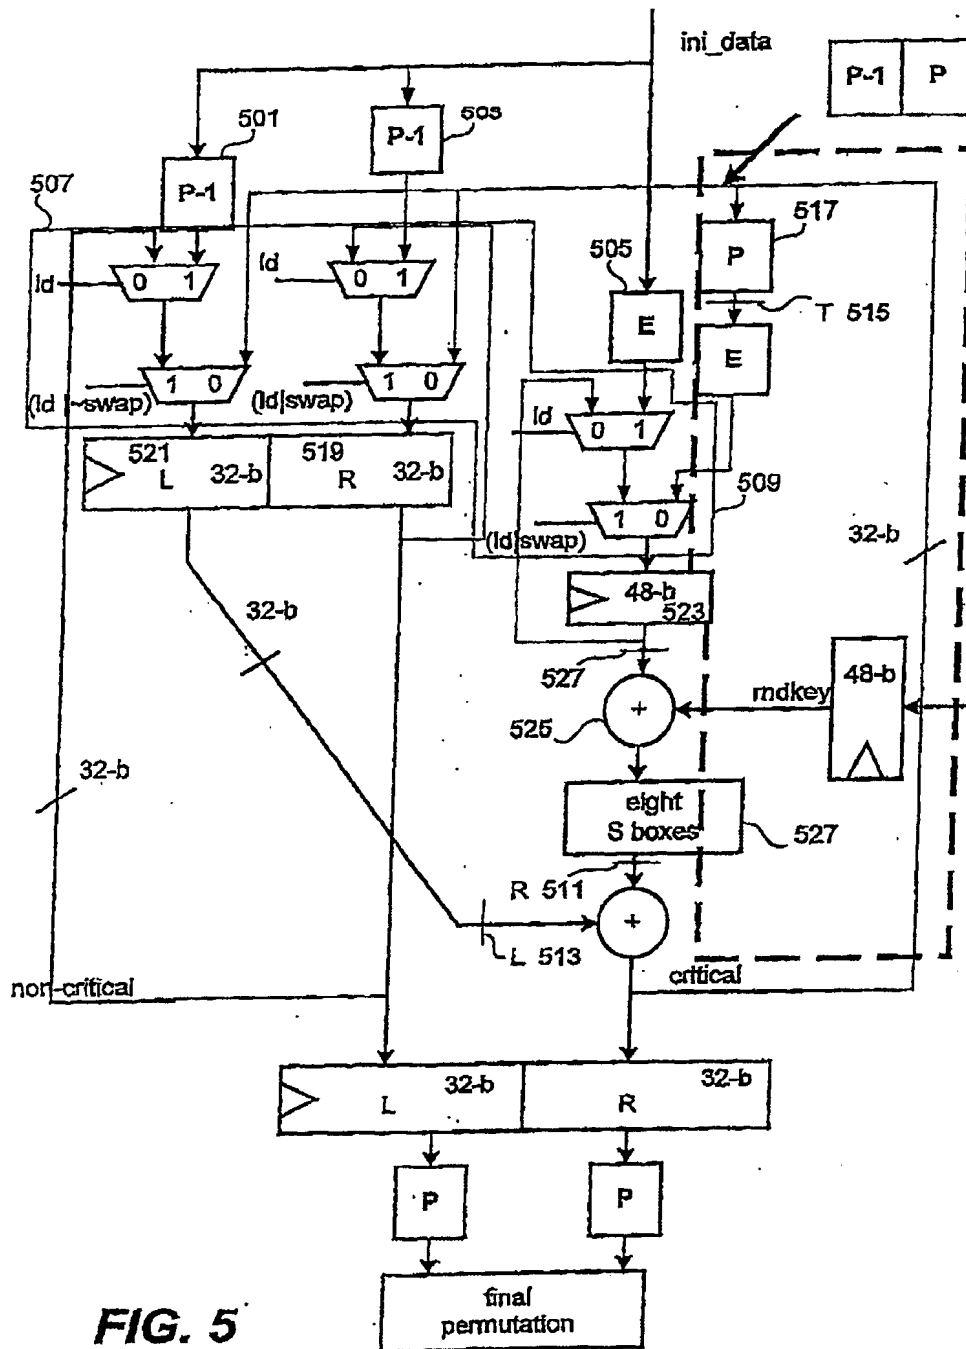 ini_data
P-1 P
501
P-1
503
P-1
507
517
P
505
E
T 515
E
ld
0 1
ld
0 1
1 0
(ld|~swap)
1 0
(ld|swap)
ld
0 1
509
1 0
(ld|swap)
521
L
32-b
519
R
32-b
32-b
48-b
523
32-b
527
rndkey
48-b
+
525
32-b
eight
S boxes
527
R 511
+
L 513
non-critical
critical
32-b
L
32-b
R
P
P
final
permutation
FIG. 5